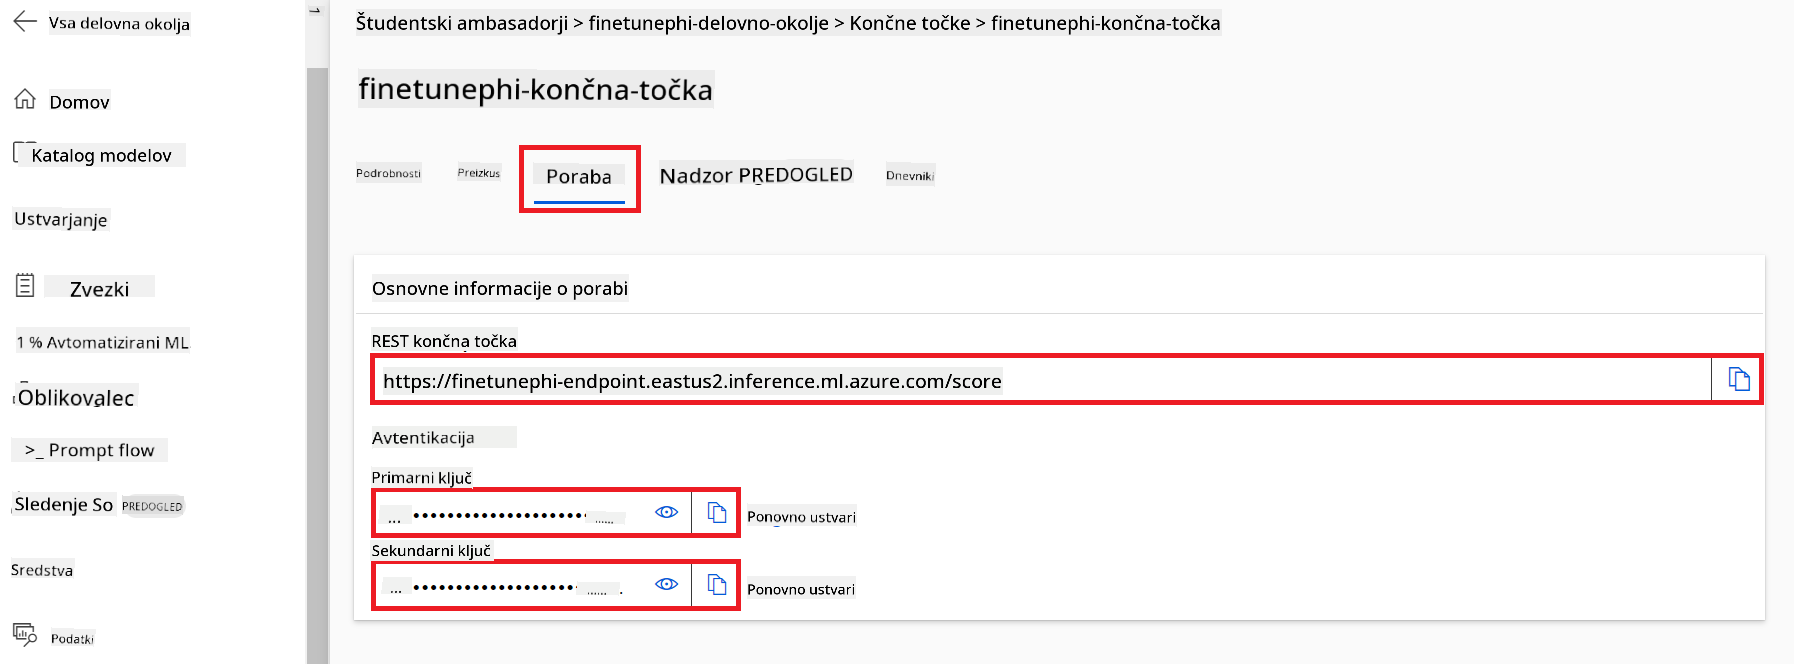 Vsa delovna okolja
Domov
Katalog modelov
Ustvarjanje
Zvezki
1 % Avtomatizirani ML
Oblikovalec
>_ Prompt flow
Sledenje So PREDOGLED
Sredstva
Podatki
Študentski ambasadorji > finetunephi-delovno-okolje > Končne točke > finetunephi-končna-točka
finetunephi-končna-točka
Podrobnosti Preizkus Poraba Nadzor PREDOGLED Dnevniki
Osnovne informacije o porabi
REST končna točka
https://finetunephi-endpoint.eastus2.inference.ml.azure.com/score
Avtentikacija
Primarni ključ
Ponovno ustvari
Sekundarni ključ
Ponovno ustvari